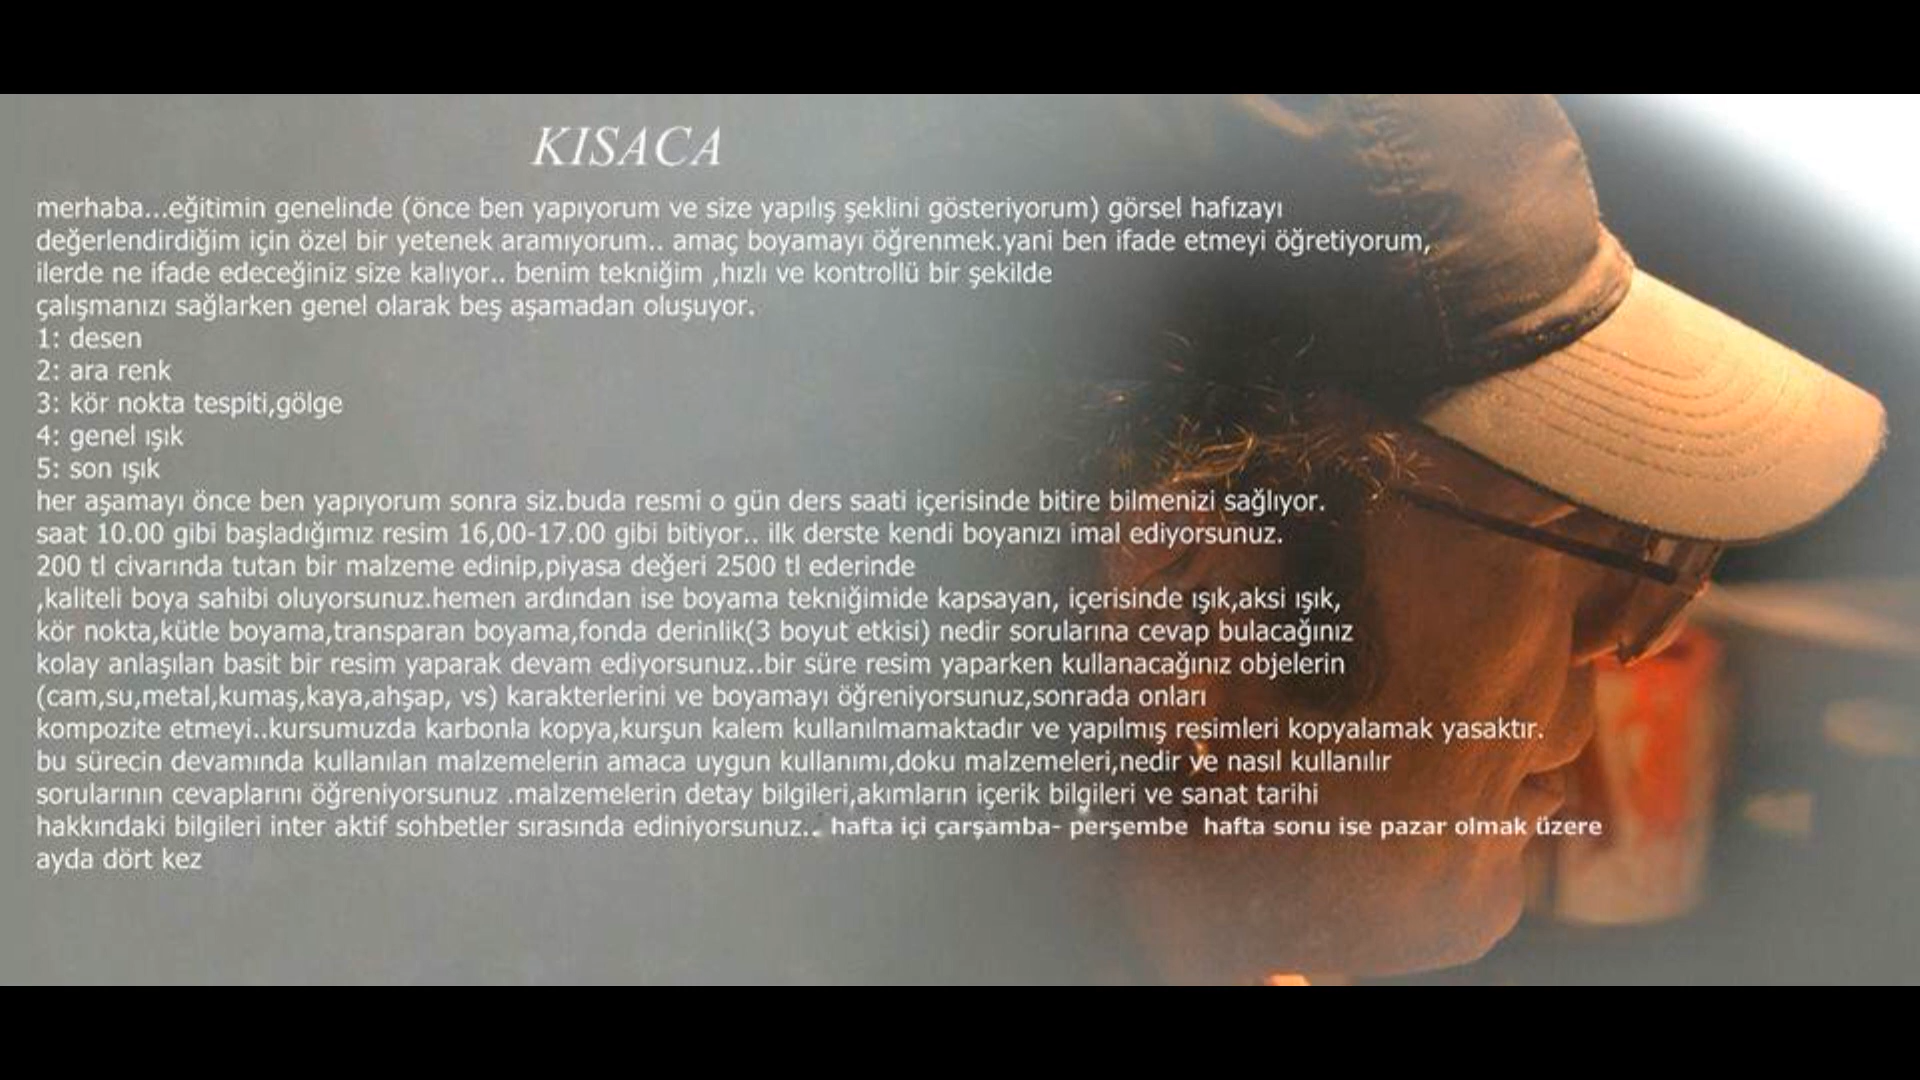 KISACA
merhaba...eğitimin genelinde (önce ben yapıyorum ve size yapılış şeklini gösteriyorum) görsel hafızayı
değerlendirdiğim için özel bir yetenek aramıyorum.. amaç boyamayı öğrenmek.yani ben ifade etmeyi öğretiyorum,
ilerde ne ifade edeceğiniz size kalıyor.. benim tekniğim ,hızlı ve kontrollü bir şekilde
çalışmanızı sağlarken genel olarak beş aşamadan oluşuyor.
1: desen
2: ara renk
3: kör nokta tespiti,gölge
4: genel ışık
5: son ışık
her aşamayı önce ben yapıyorum sonra siz.buda resmi o gün ders saati içerisinde bitire bilmenizi sağlıyor.
saat 10.00 gibi başladığımız resim 16,00-17.00 gibi bitiyor.. ilk derste kendi boyanızı imal ediyorsunuz.
200 tl civarında tutan bir malzeme edinip,piyasa değeri 2500 tl ederinde
,kaliteli boya sahibi oluyorsunuz.hemen ardından ise boyama tekniğimide kapsayan, içerisinde ışık,aksi ışık,
kör nokta,kütle boyama,transparan boyama,fonda derinlik(3 boyut etkisi) nedir sorularına cevap bulacağınız
kolay anlaşılan basit bir resim yaparak devam ediyorsunuz..bir süre resim yaparken kullanacağınız objelerin
(cam,su,metal,kumaş,kaya,ahşap, vs) karakterlerini ve boyamayı öğreniyorsunuz,sonrada onları
kompozite etmeyi..kursumuzda karbonla kopya,kurşun kalem kullanılmamaktadır ve yapılmış resimleri kopyalamak yasaktır.
bu sürecin devamında kullanılan malzemelerin amaca uygun kullanımı,doku malzemeleri,nedir ve nasıl kullanılır
sorularının cevaplarını öğreniyorsunuz .malzemelerin detay bilgileri,akımların içerik bilgileri ve sanat tarihi
hakkındaki bilgileri inter aktif sohbetler sırasında ediniyorsunuz.. hafta içi çarşamba- perşembe hafta sonu ise pazar olmak üzere
ayda dört kez